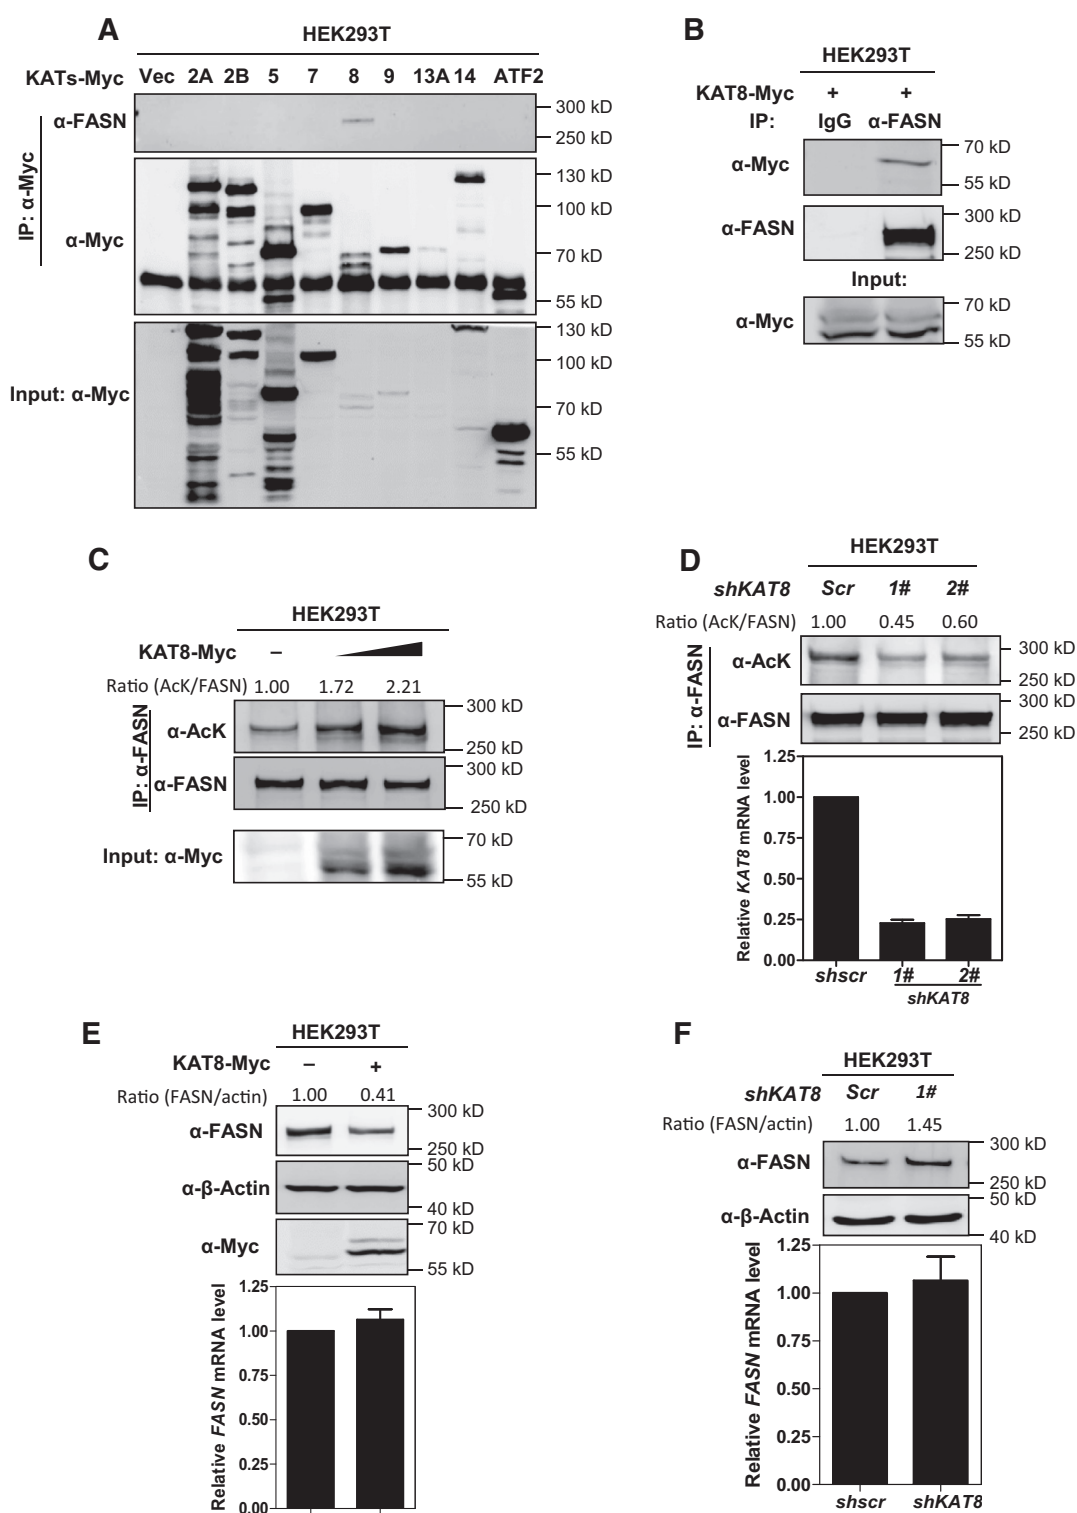 A
HEK293T
KATs-Myc Vec 2A 2B 5 7 8 9 13A 14 ATF2
IP: α-Myc
α-FASN
300 kD
250 kD
α-Myc
130 kD
100 kD
70 kD
55 kD
Input: α-Myc
130 kD
100 kD
70 kD
55 kD
B
HEK293T
KAT8-Myc + +
IP: IgG α-FASN
α-Myc
70 kD
55 kD
α-FASN
300 kD
250 kD
Input:
α-Myc
70 kD
55 kD
C
HEK293T
KAT8-Myc –
Ratio (AcK/FASN) 1.00 1.72 2.21
IP: α-FASN
α-AcK
300 kD
250 kD
α-FASN
300 kD
250 kD
Input: α-Myc
70 kD
55 kD
D
HEK293T
shKAT8 Scr 1# 2#
Ratio (AcK/FASN) 1.00 0.45 0.60
IP: α-FASN
α-AcK
300 kD
250 kD
α-FASN
300 kD
250 kD
Relative KAT8 mRNA level
1.25
1.00
0.75
0.50
0.25
0.00
shscr 1# 2#
shKAT8
E
HEK293T
KAT8-Myc – +
Ratio (FASN/actin) 1.00 0.41
α-FASN
300 kD
250 kD
α-β-Actin
50 kD
40 kD
α-Myc
70 kD
55 kD
Relative FASN mRNA level
1.25
1.00
0.75
0.50
0.25
0.00
F
HEK293T
shKAT8 Scr 1#
Ratio (FASN/actin) 1.00 1.45
α-FASN
300 kD
250 kD
α-β-Actin
50 kD
40 kD
Relative FASN mRNA level
1.25
1.00
0.75
0.50
0.25
0.00
shscr shKAT8